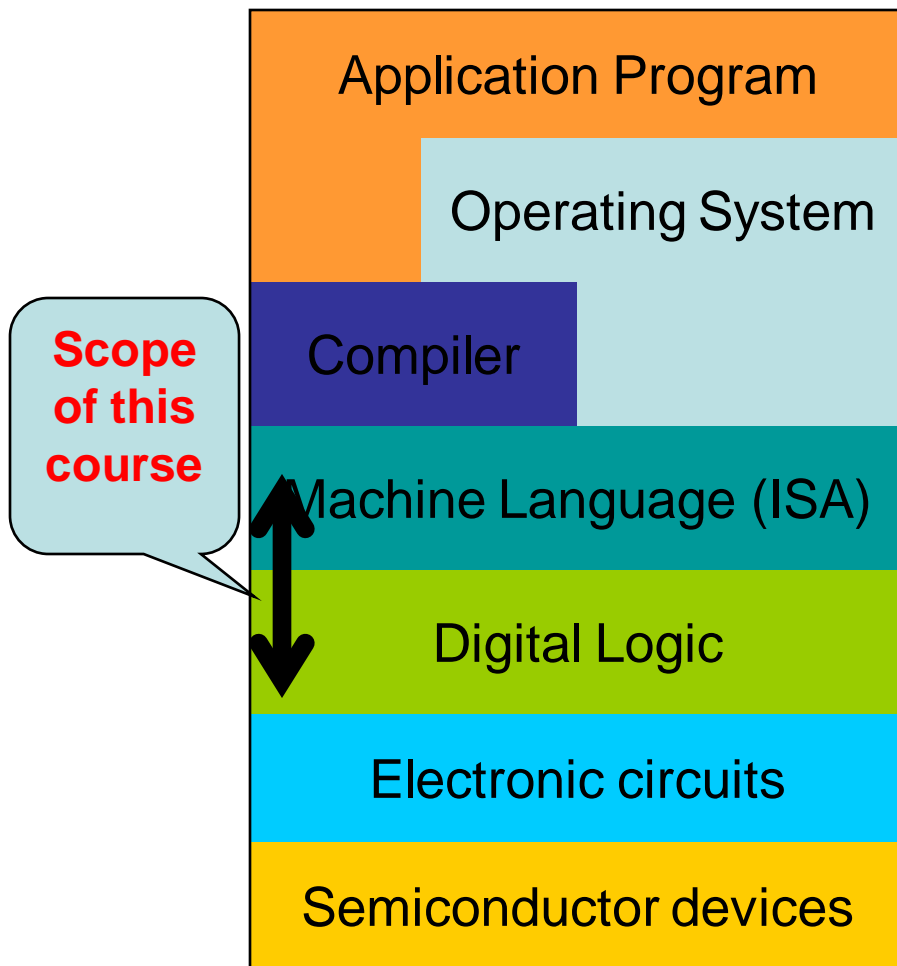 Application Program
Operating System
Scope
of this
course
Compiler
Machine Language (ISA)
Digital Logic
Electronic circuits
Semiconductor devices